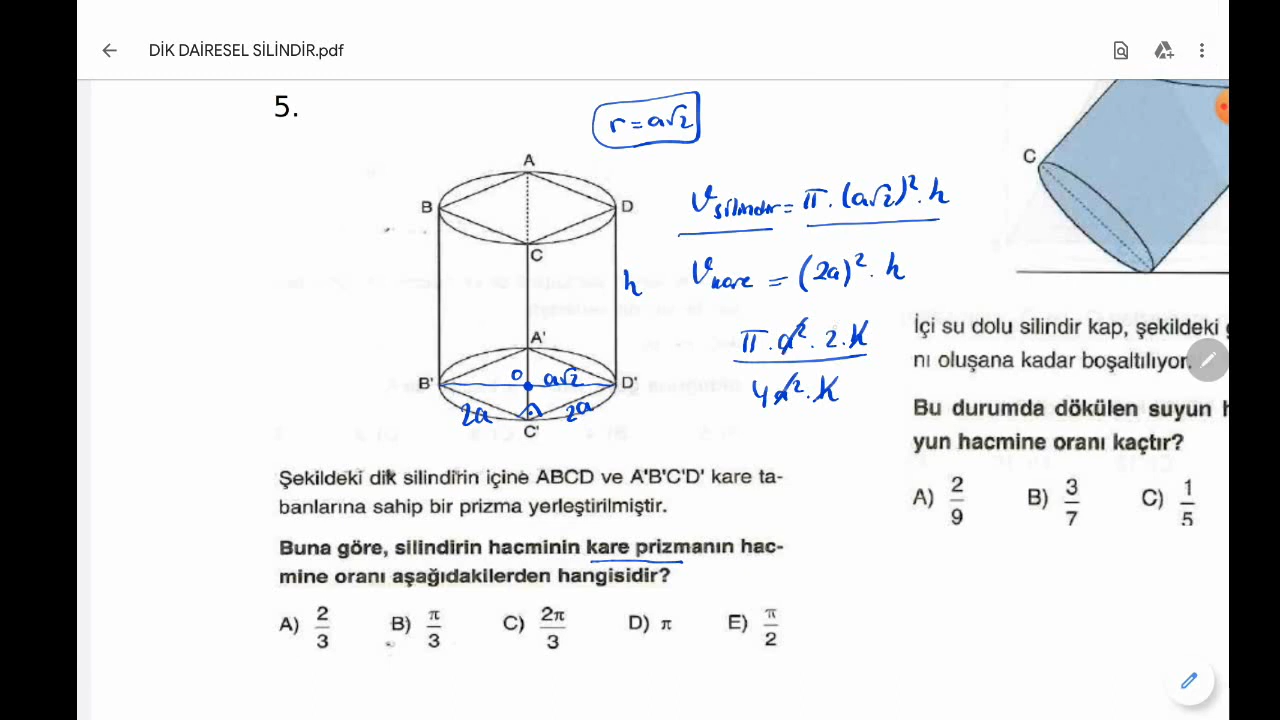 DİK DAİRESEL SİLİNDİR.pdf
5.
r = a√2
A
B
D
C
h
A'
B'
O
a√2
D'
2a
2a
C'
V silindir = π . (a√2)² . h
V kare = (2a)² . h
π . a² . 2 . h
4a² . h
Şekildeki dik silindirin içine ABCD ve A'B'C'D' kare ta-
banlarına sahip bir prizma yerleştirilmiştir.
Buna göre, silindirin hacminin kare prizmanın hac-
mine oranı aşağıdakilerden hangisidir?
A) 2/3 B) π/3 C) 2π/3 D) π E) π/2
C
İçi su dolu silindir kap, şekildeki
nı oluşana kadar boşaltılıyor.
Bu durumda dökülen suyun
yun hacmine oranı kaçtır?
A) 2/9 B) 3/7 C) 1/5